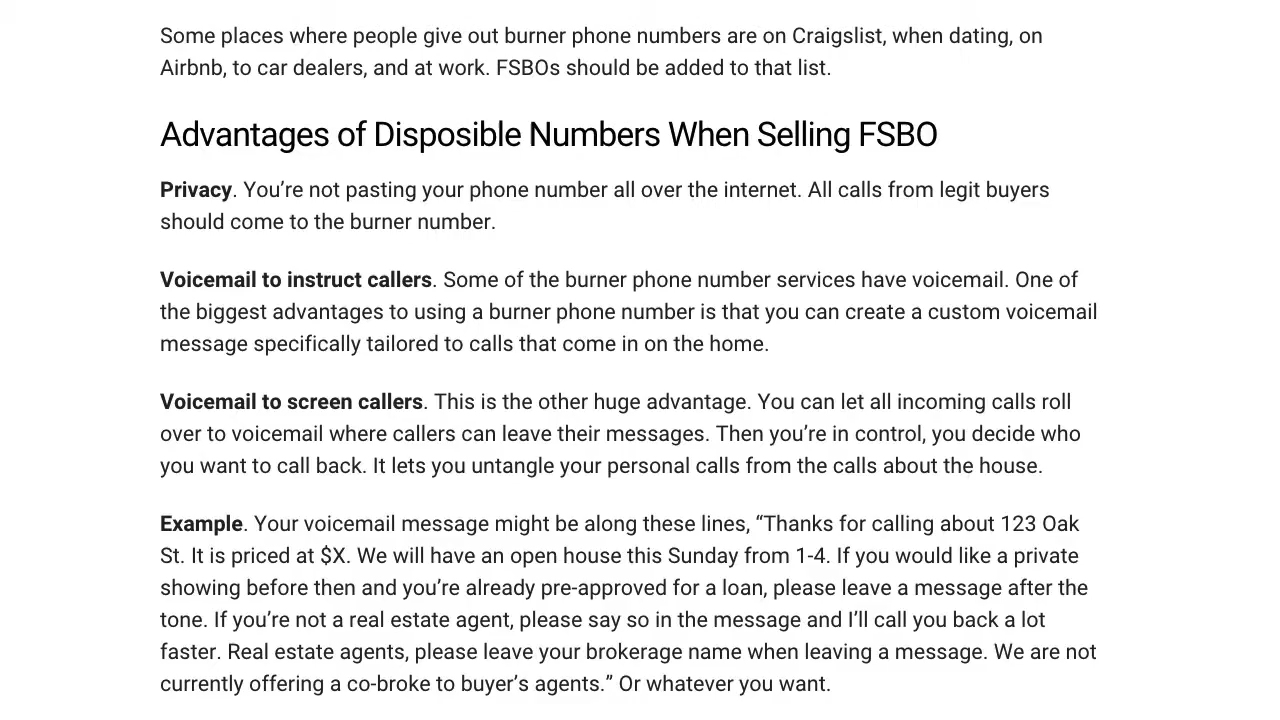 Some places where people give out burner phone numbers are on Craigslist, when dating, on
Airbnb, to car dealers, and at work. FSBOs should be added to that list.
Advantages of Disposible Numbers When Selling FSBO
Privacy. You’re not pasting your phone number all over the internet. All calls from legit buyers
should come to the burner number.
Voicemail to instruct callers. Some of the burner phone number services have voicemail. One of
the biggest advantages to using a burner phone number is that you can create a custom voicemail
message specifically tailored to calls that come in on the home.
Voicemail to screen callers. This is the other huge advantage. You can let all incoming calls roll
over to voicemail where callers can leave their messages. Then you’re in control, you decide who
you want to call back. It lets you untangle your personal calls from the calls about the house.
Example. Your voicemail message might be along these lines, “Thanks for calling about 123 Oak
St. It is priced at $X. We will have an open house this Sunday from 1-4. If you would like a private
showing before then and you’re already pre-approved for a loan, please leave a message after the
tone. If you’re not a real estate agent, please say so in the message and I’ll call you back a lot
faster. Real estate agents, please leave your brokerage name when leaving a message. We are not
currently offering a co-broke to buyer’s agents.” Or whatever you want.